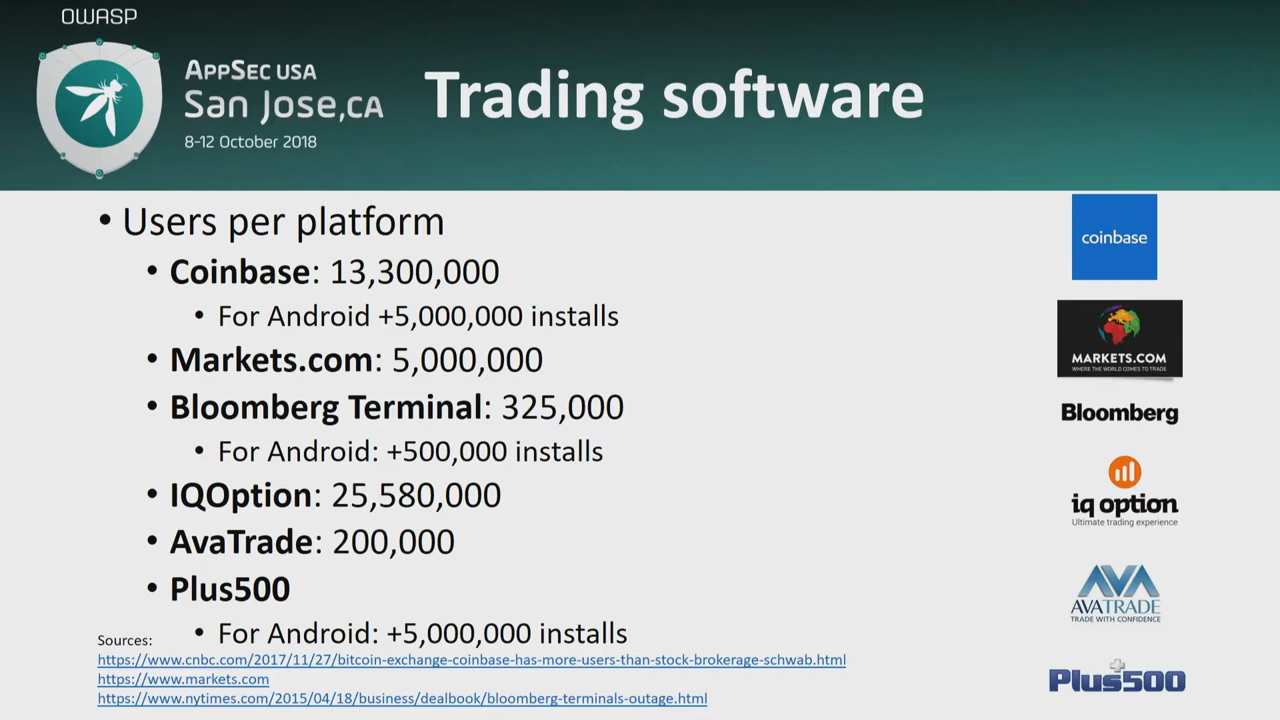 OWASP
APPSEC USA
San Jose,CA
8-12 October 2018
Trading software
• Users per platform
• Coinbase: 13,300,000
• For Android +5,000,000 installs
• Markets.com: 5,000,000
• Bloomberg Terminal: 325,000
• For Android: +500,000 installs
• IQOption: 25,580,000
• AvaTrade: 200,000
• Plus500
• For Android: +5,000,000 installs
Sources:
https://www.cnbc.com/2017/11/27/bitcoin-exchange-coinbase-has-more-users-than-stock-brokerage-schwab.html
https://www.markets.com
https://www.nytimes.com/2015/04/18/business/dealbook/bloomberg-terminals-outage.html
coinbase
MARKETS.COM
WHERE THE WORLD COMES TO TRADE
Bloomberg
iq option
Ultimate trading experience
AVA
AVATRADE
TRADE WITH CONFIDENCE
Plus500